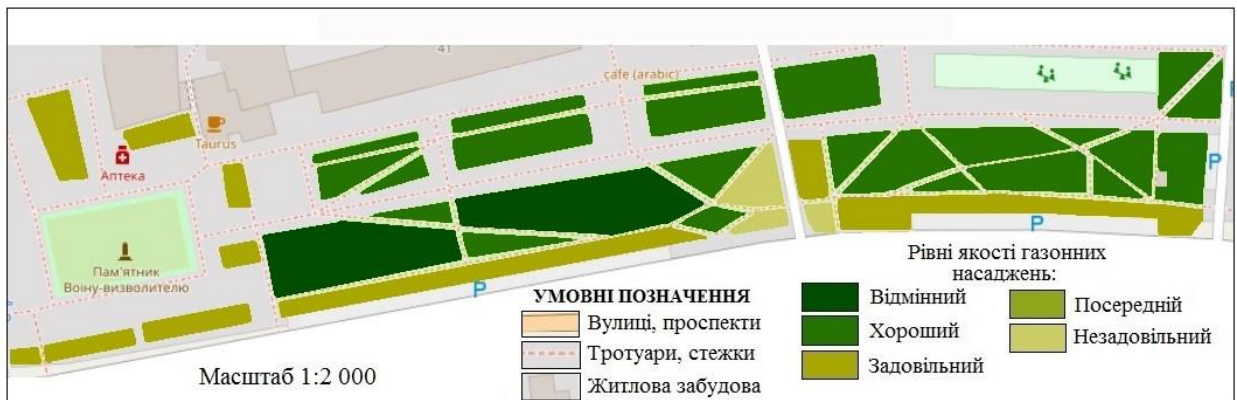 41
cafe (arabic)
Taurus
Аптека
P
P
Пам'ятник
Воїну-визволителю
P
P
Масштаб 1:2 000
УМОВНІ ПОЗНАЧЕННЯ
Вулиці, проспекти
Тротуари, стежки
Житлова забудова
Рівні якості газонних
насаджень:
Відмінний
Хороший
Задовільний
Посередній
Незадовільний